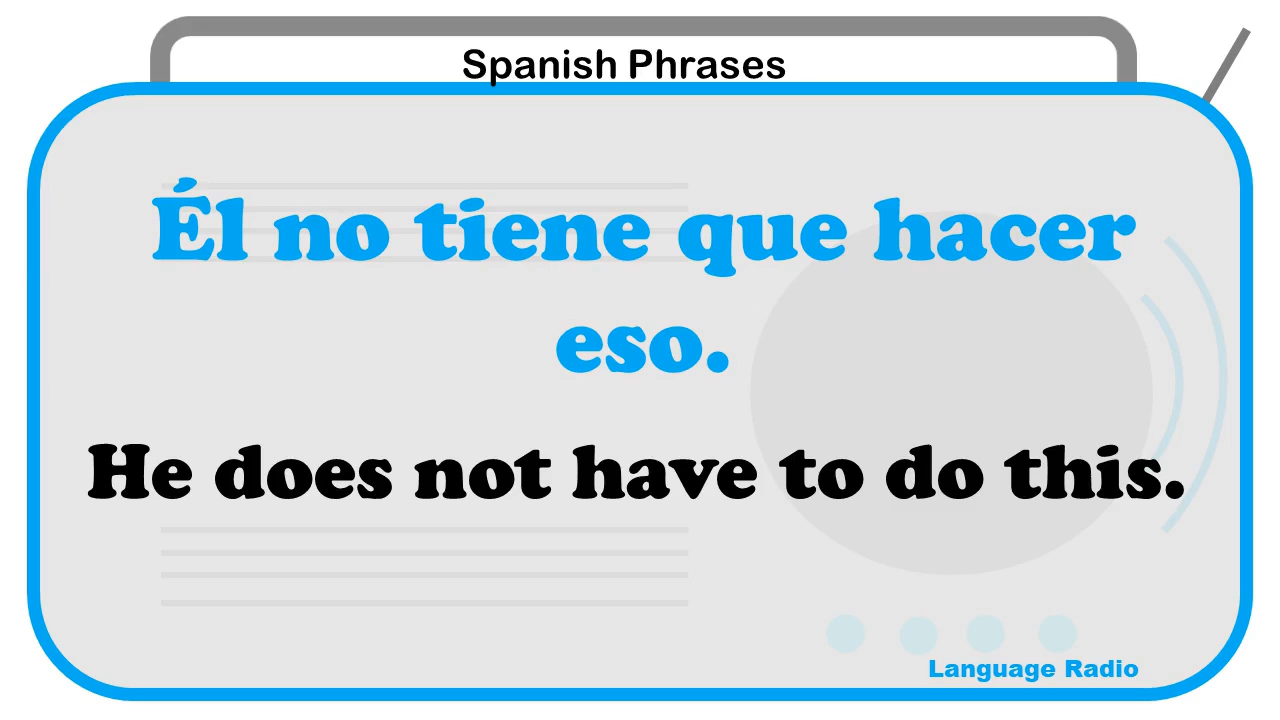 Spanish Phrases
Él no tiene que hacer
eso.
He does not have to do this.
Language Radio